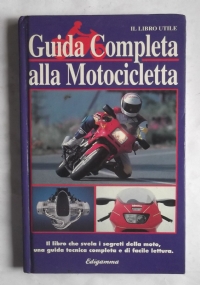 IL LIBRO UTILE
Guida Completa
alla Motocicletta
Il libro che svela i segreti della moto,
una guida tecnica completa e di facile lettura.
Edigamma